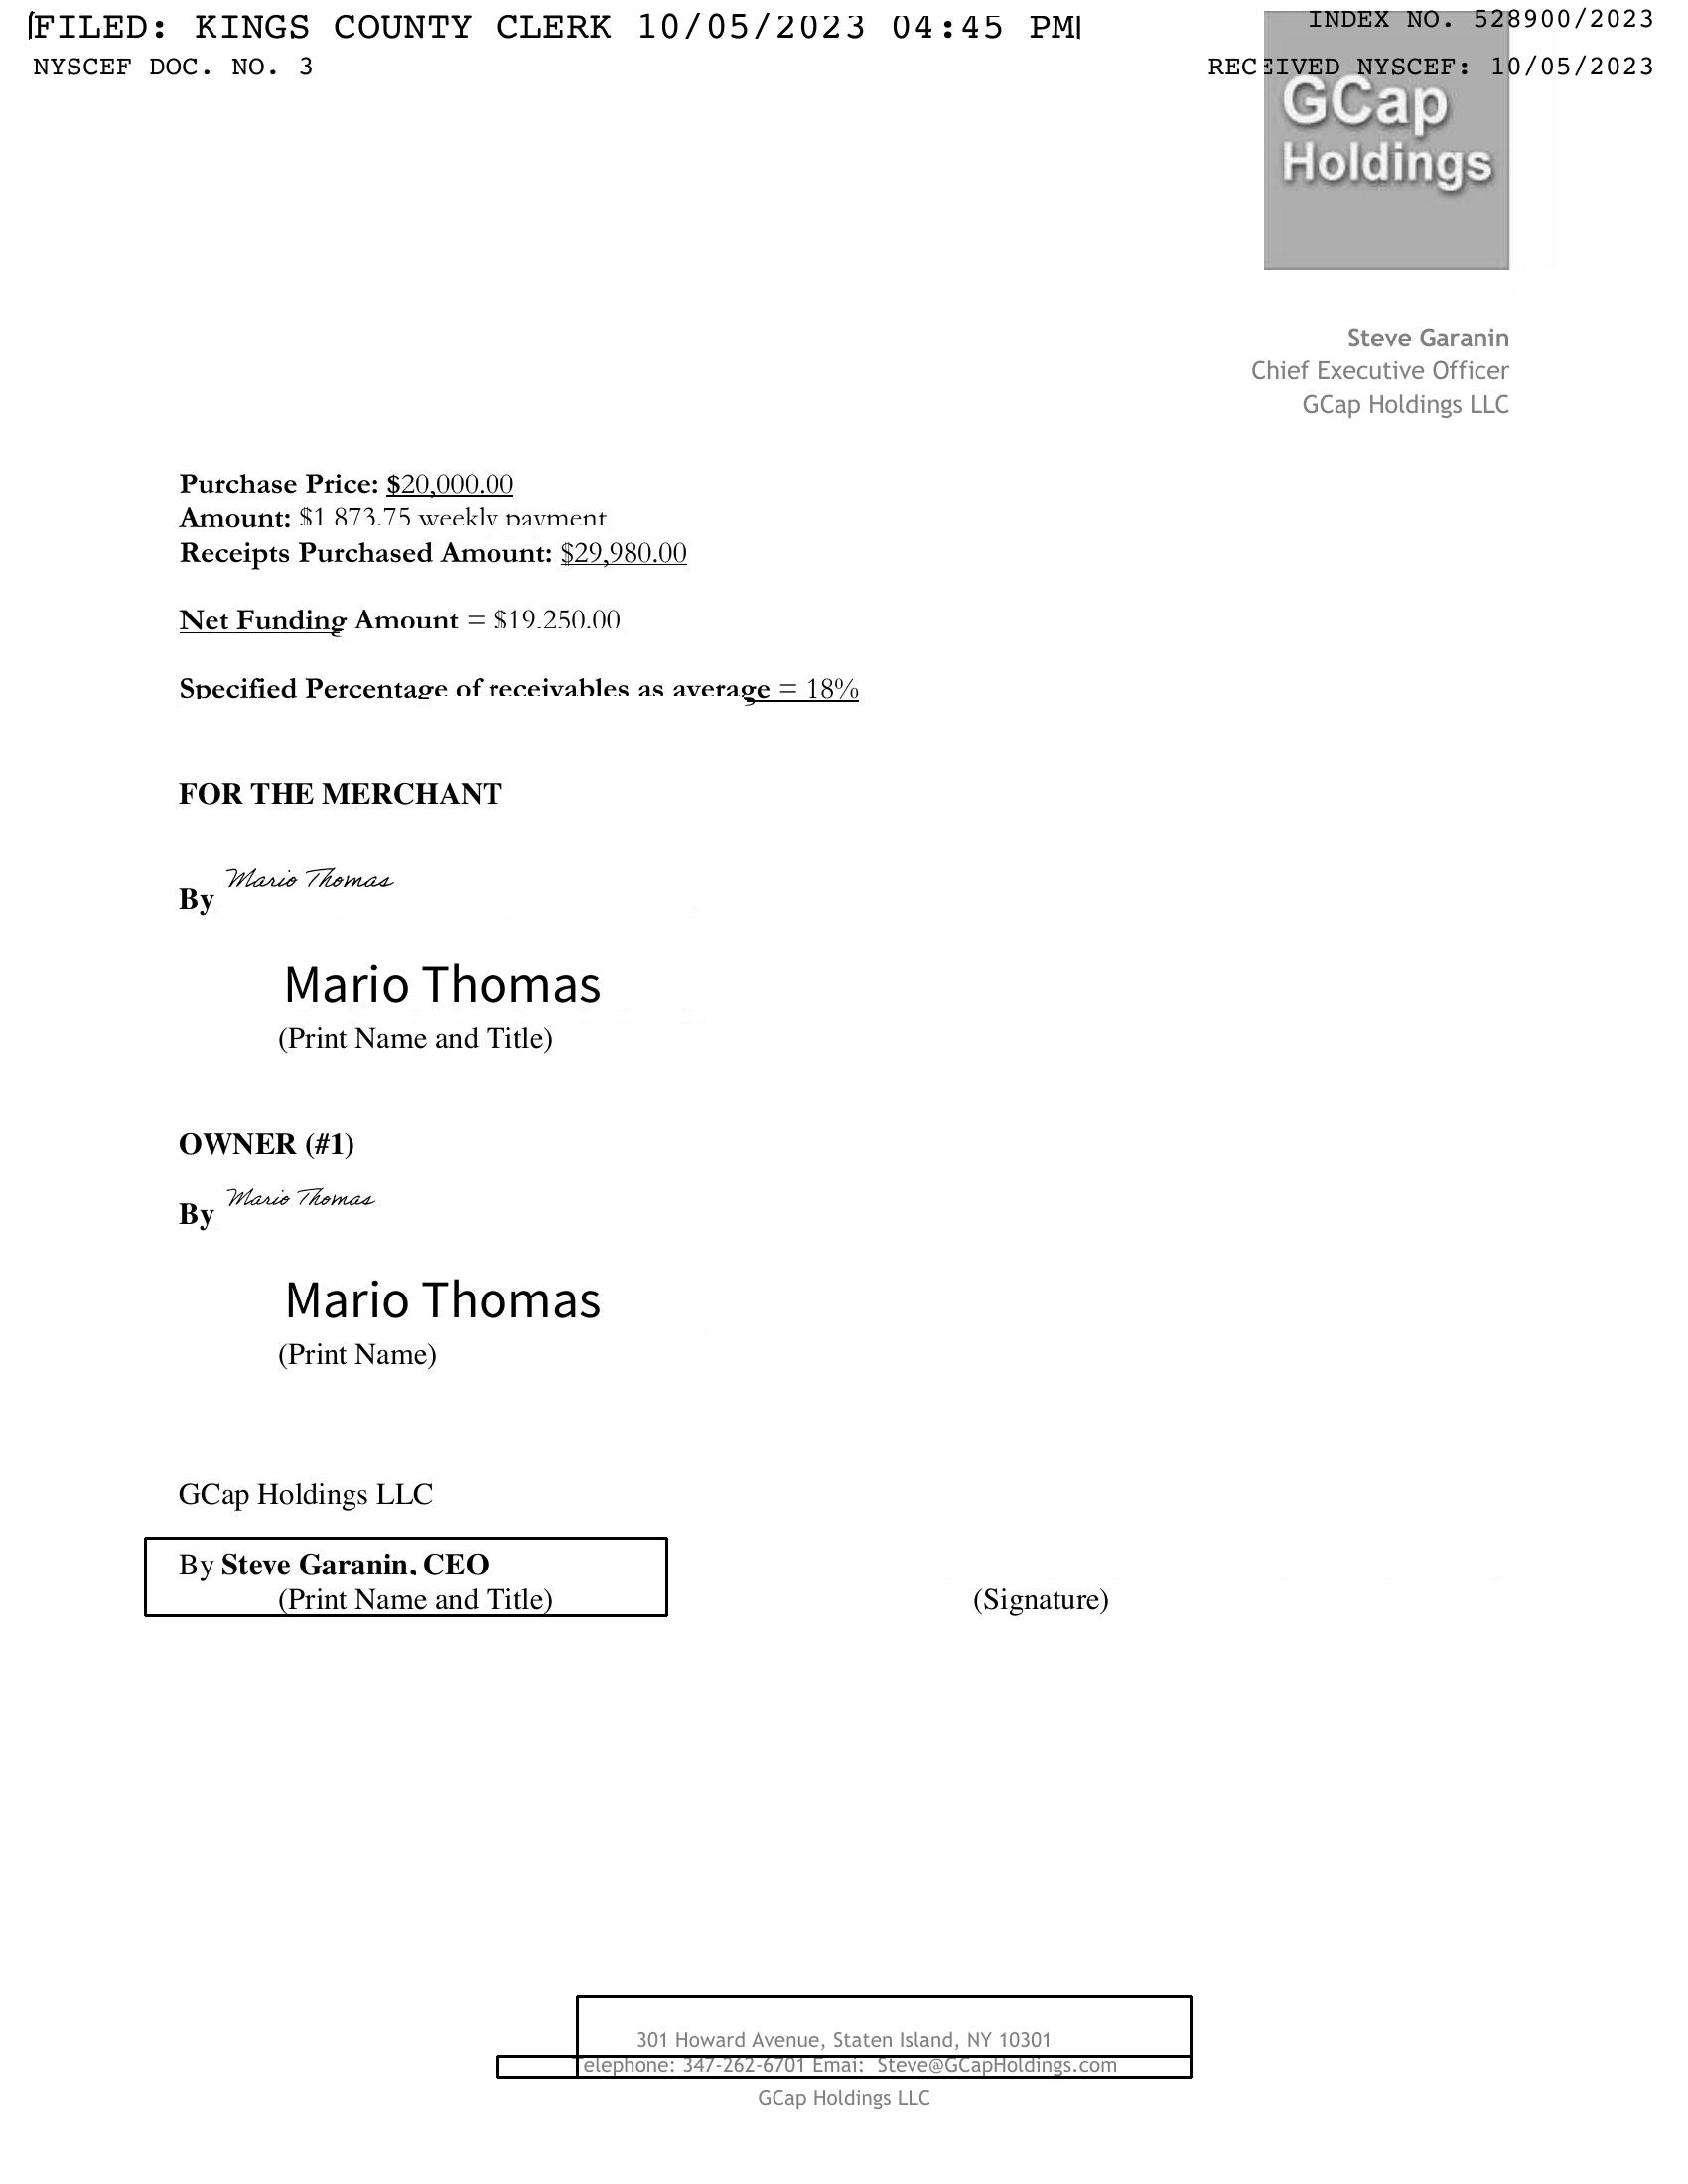 FILED: KINGS COUNTY CLERK 10/05/2023 04:45 PM
INDEX NO. 528900/2023
NYSCEF DOC. NO. 3
RECEIVED NYSCEF: 10/05/2023
GCap
Holdings
Steve Garanin
Chief Executive Officer
GCap Holdings LLC
Purchase Price: $20,000.00
Amount: $1 873.75 weekly payment
Receipts Purchased Amount: $29,980.00
Net Funding Amount = $19.250.00
Specified Percentage of receivables as average = 18%
FOR THE MERCHANT
By Mario Thomas
Mario Thomas
(Print Name and Title)
OWNER (#1)
By Mario Thomas
Mario Thomas
(Print Name)
GCap Holdings LLC
By Steve Garanin, CEO
(Print Name and Title) (Signature)
301 Howard Avenue, Staten Island, NY 10301
elephone: 347-262-6701 Emai: Steve@GCapHoldings.com
GCap Holdings LLC